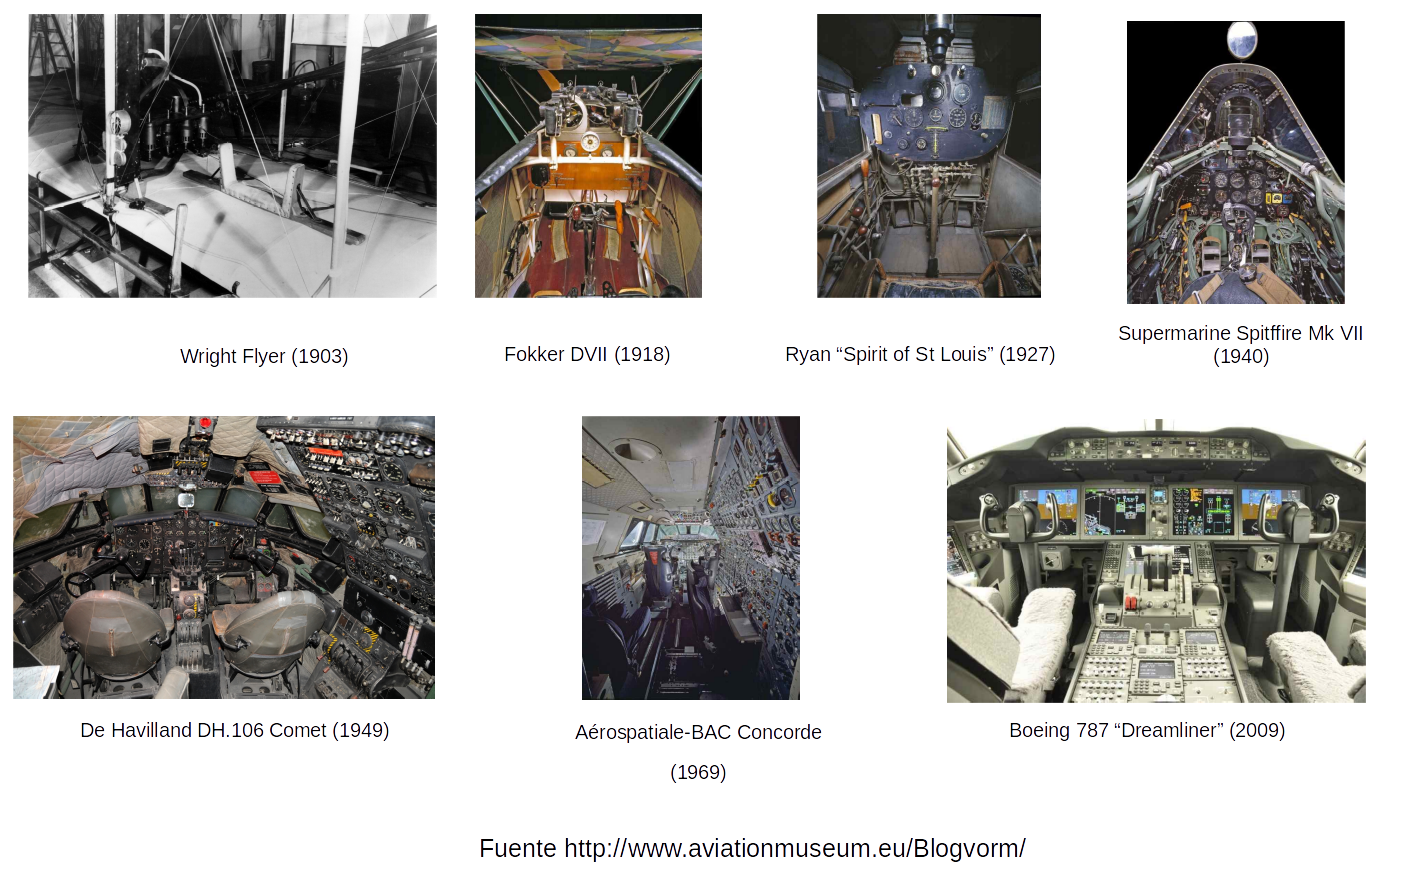 Wright Flyer (1903)
Fokker DVII (1918)
Ryan “Spirit of St Louis” (1927)
Supermarine Spitffire Mk VII
(1940)
De Havilland DH.106 Comet (1949)
Aérospatiale-BAC Concorde
(1969)
Boeing 787 “Dreamliner” (2009)
Fuente http://www.aviationmuseum.eu/Blogvorm/